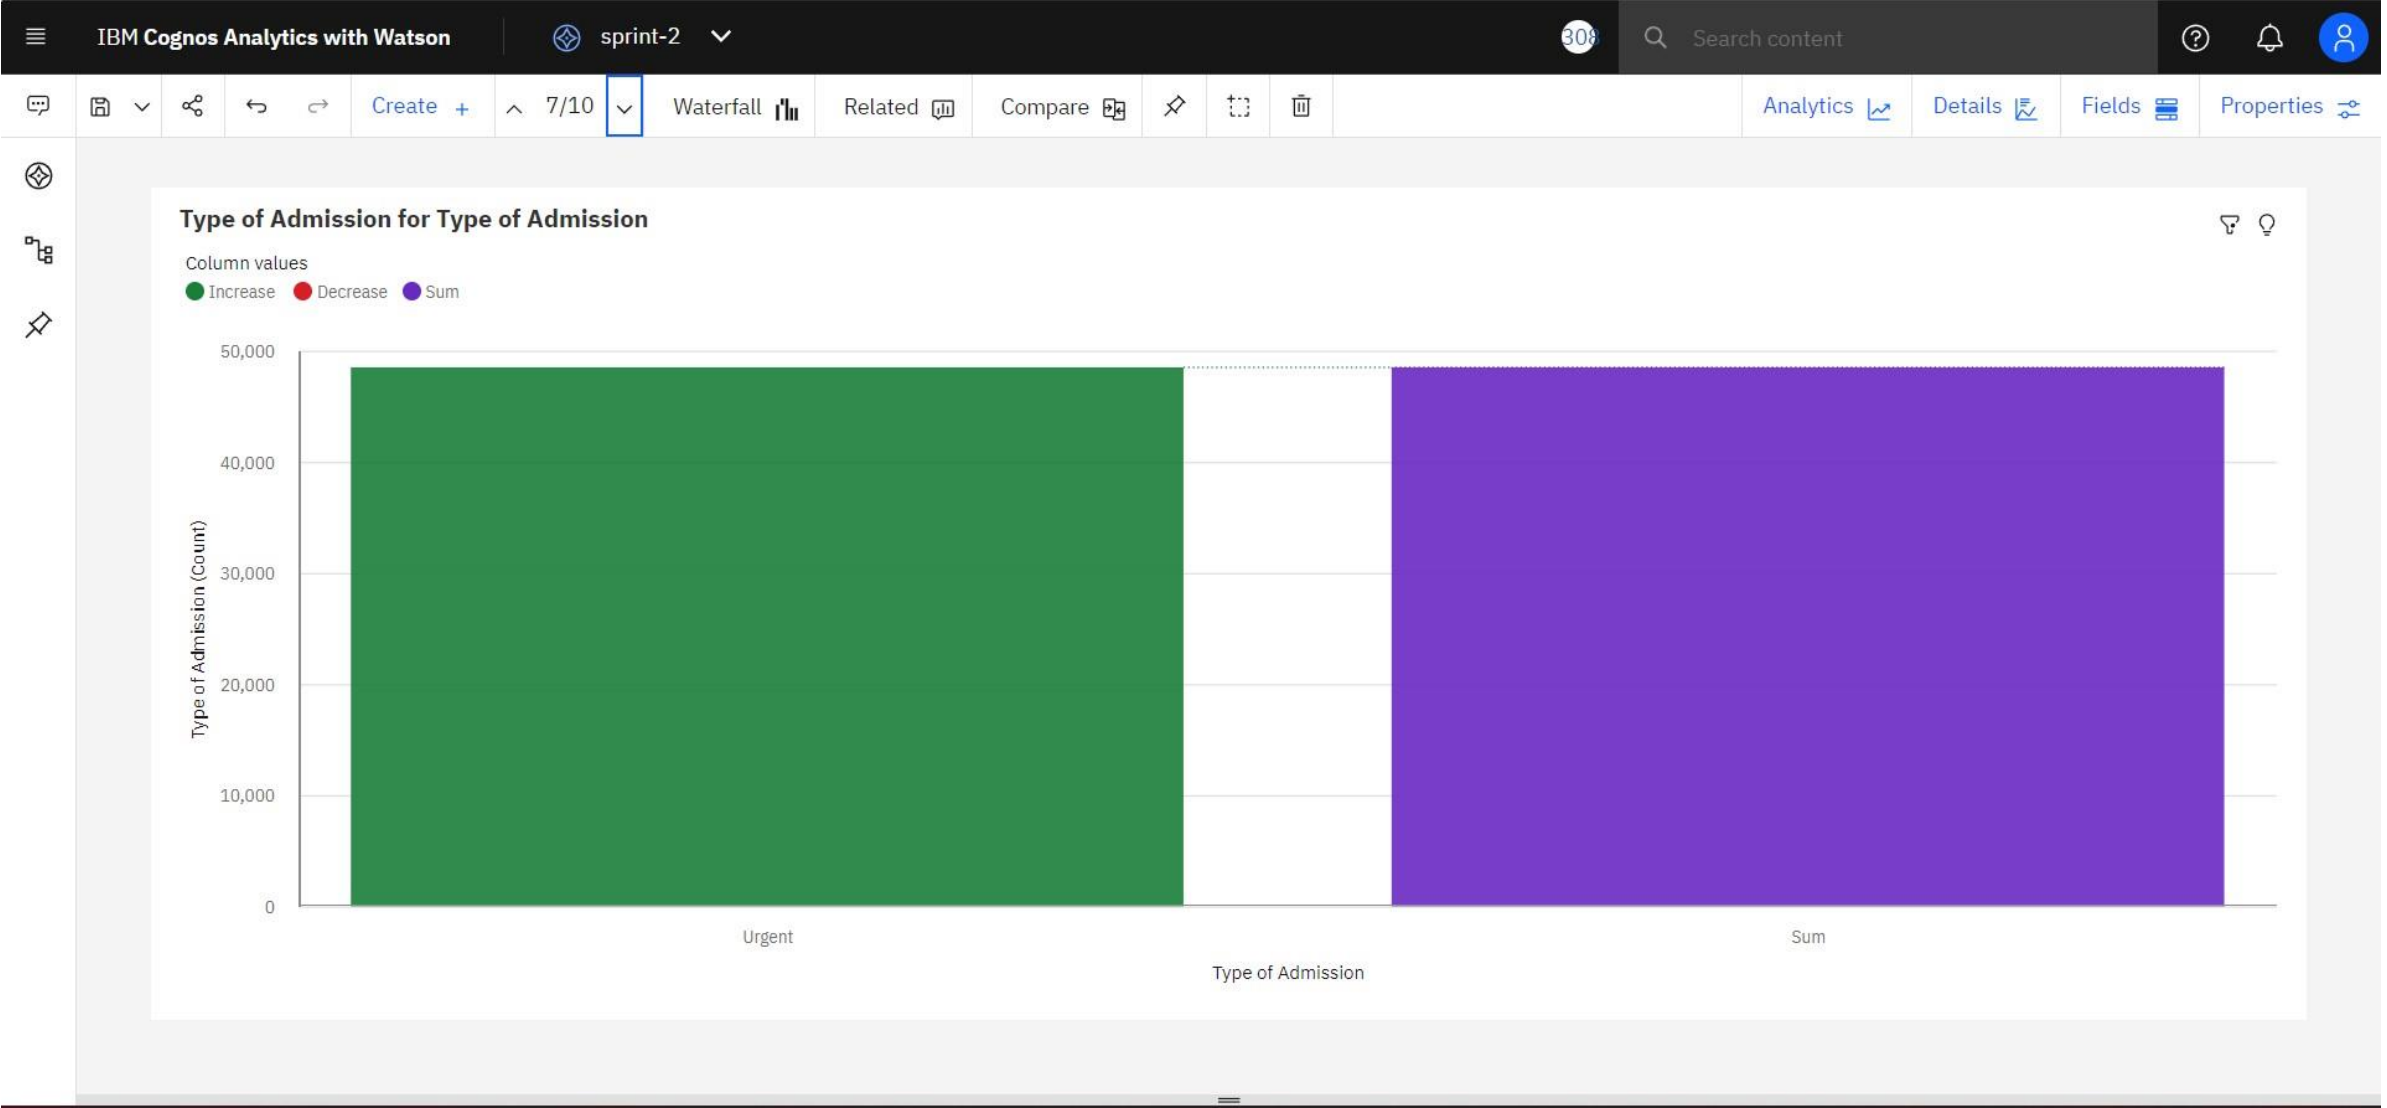 IBM Cognos Analytics with Watson sprint-2 308 Search content
Create + 7/10 Waterfall Related Compare Analytics Details Fields Properties
Type of Admission for Type of Admission
Column values
Increase Decrease Sum
50,000
40,000
30,000
20,000
10,000
0
Type of Admission (Count)
Urgent Sum
Type of Admission